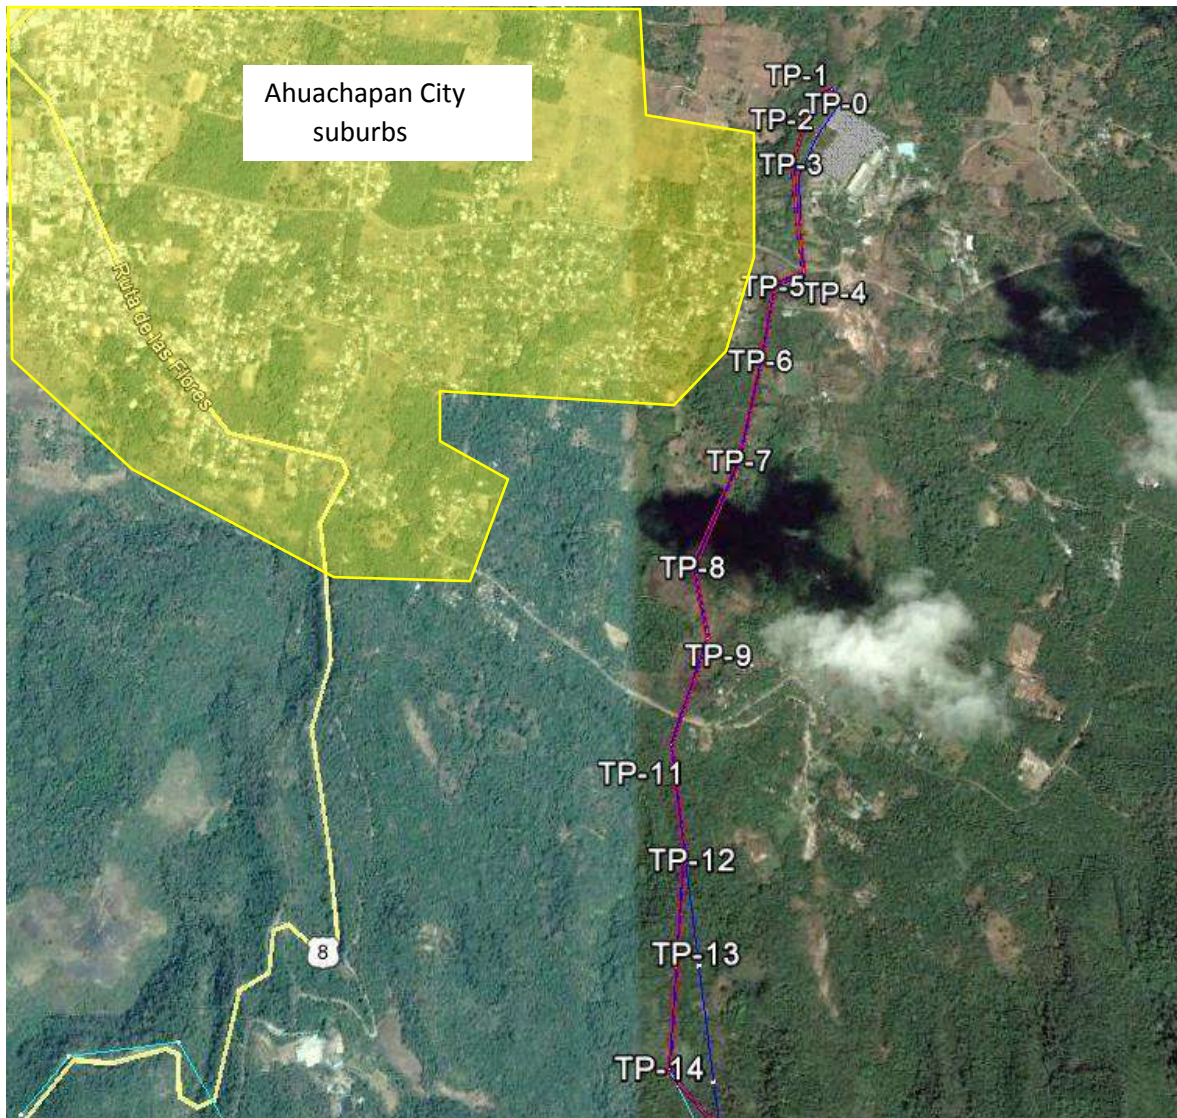 Ahuachapan City
suburbs
TP-1
TP-0
TP-2
TP-3
TP-5
TP-4
Ruta de las Flores
TP-6
TP-7
TP-8
TP-9
TP-11
TP-12
8
TP-13
TP-14